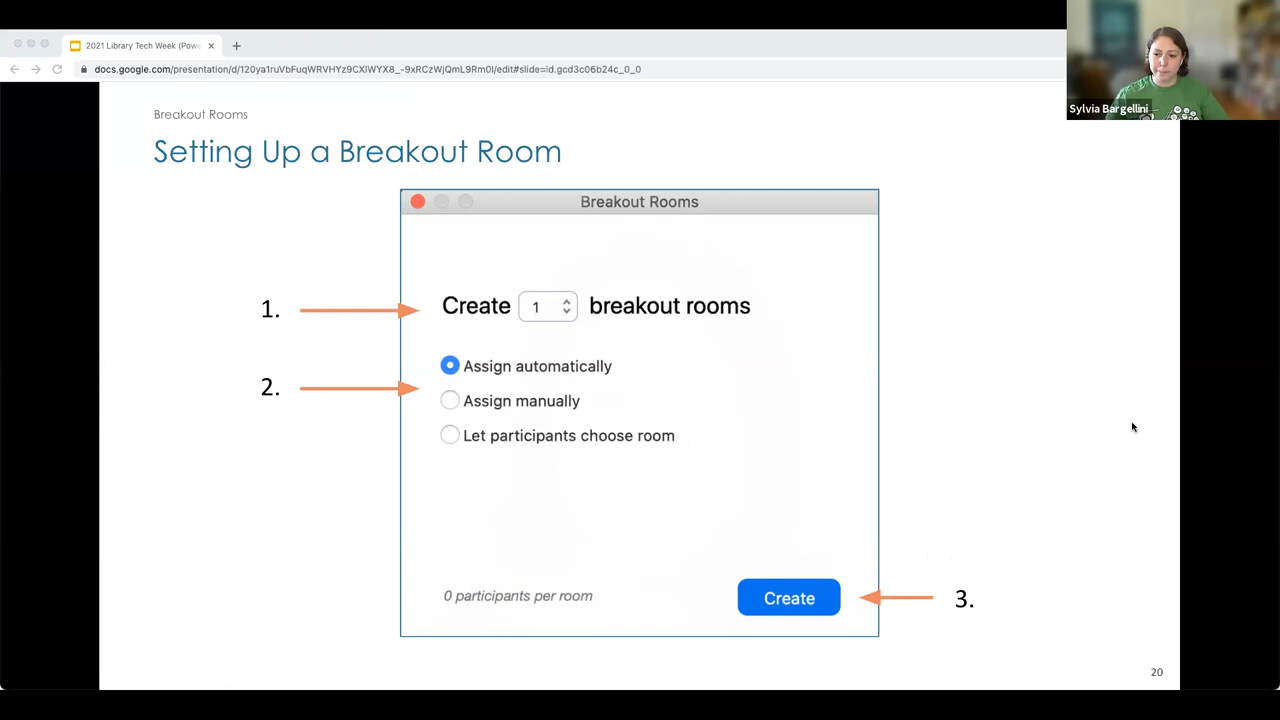 2021 Library Tech Week (Powe
docs.google.com/presentation/d/120ya1ruVbFuqWRVHYz9CXlWYX8_-9xRCzWjQmL9Rm0I/edit#slide=id.gcd3c06b24c_0_0
Sylvia Bargellini
Breakout Rooms
Setting Up a Breakout Room
Breakout Rooms
1.
Create 1 breakout rooms
2.
Assign automatically
Assign manually
Let participants choose room
0 participants per room
Create
3.
20